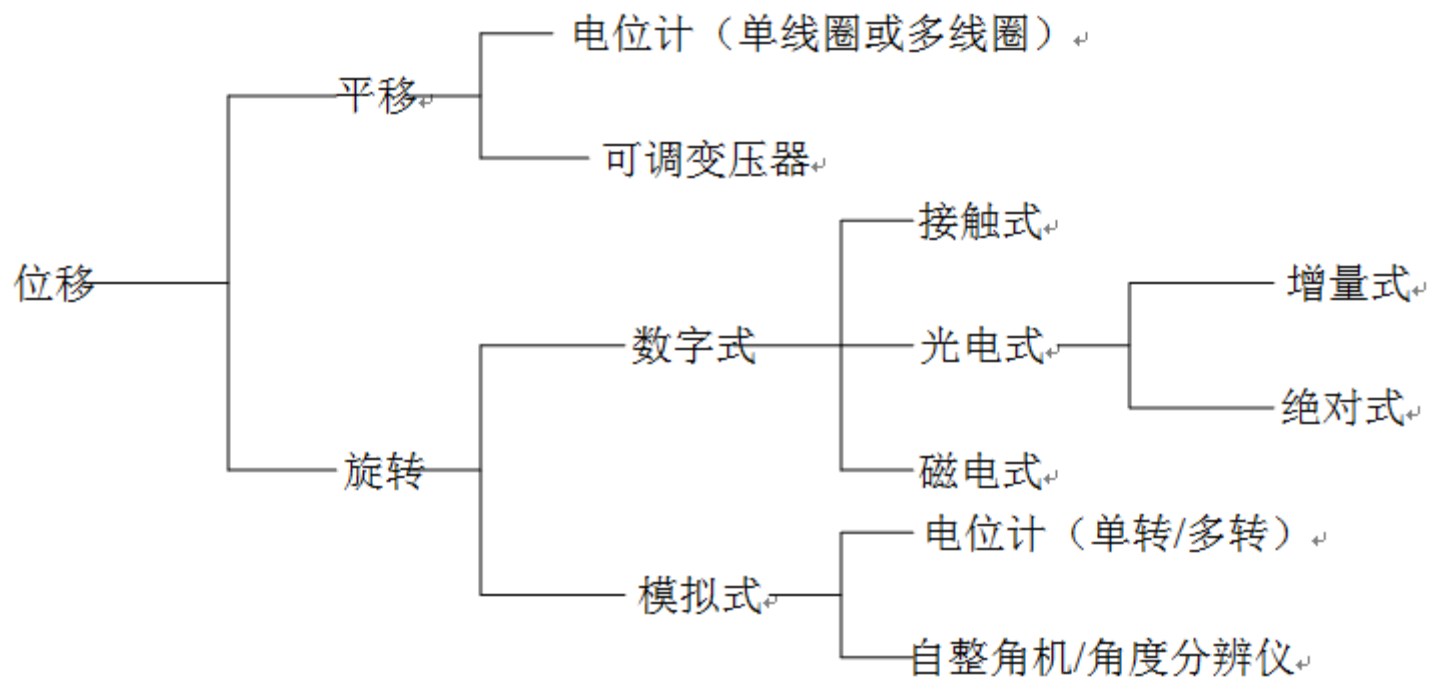 电位计（单线圈或多线圈）
平移
可调变压器
接触式
位移
增量式
数字式
光电式
绝对式
旋转
磁电式
电位计（单转/多转）
模拟式
自整角机/角度分辨仪